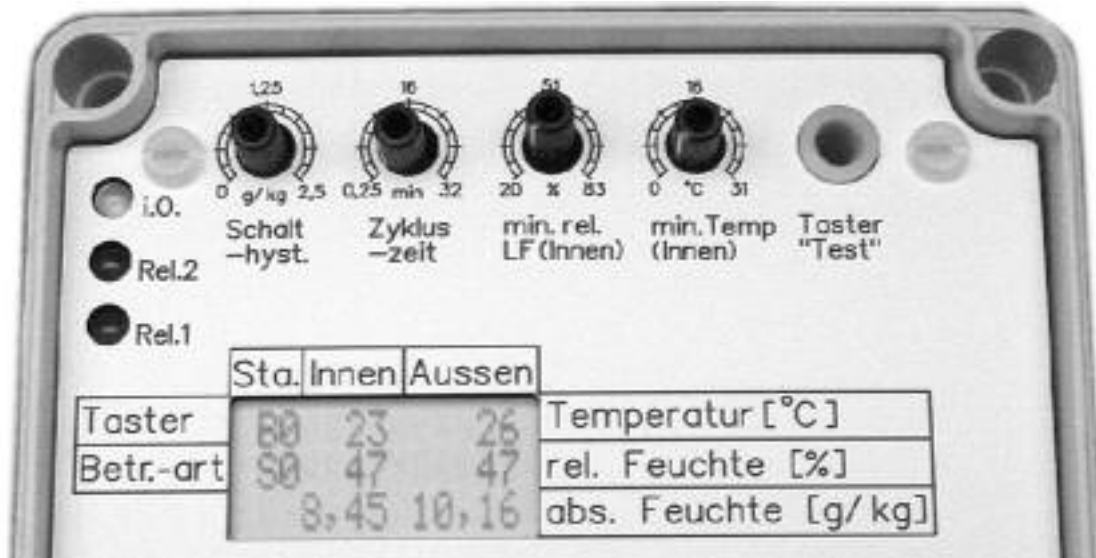 1,25 16 51 16
0 g/kg 2,5 0,25 min 32 20 % 83 0 °C 31
i.O.
Schalt Zyklus min. rel. min. Temp Taster
-hyst. -zeit LF (Innen) (Innen) "Test"
Rel.2
Rel.1
Sta. Innen Aussen
Taster B0 23 26 Temperatur [°C]
Betr.-art S0 47 47 rel. Feuchte [%]
8,45 10,16 abs. Feuchte [g/kg]